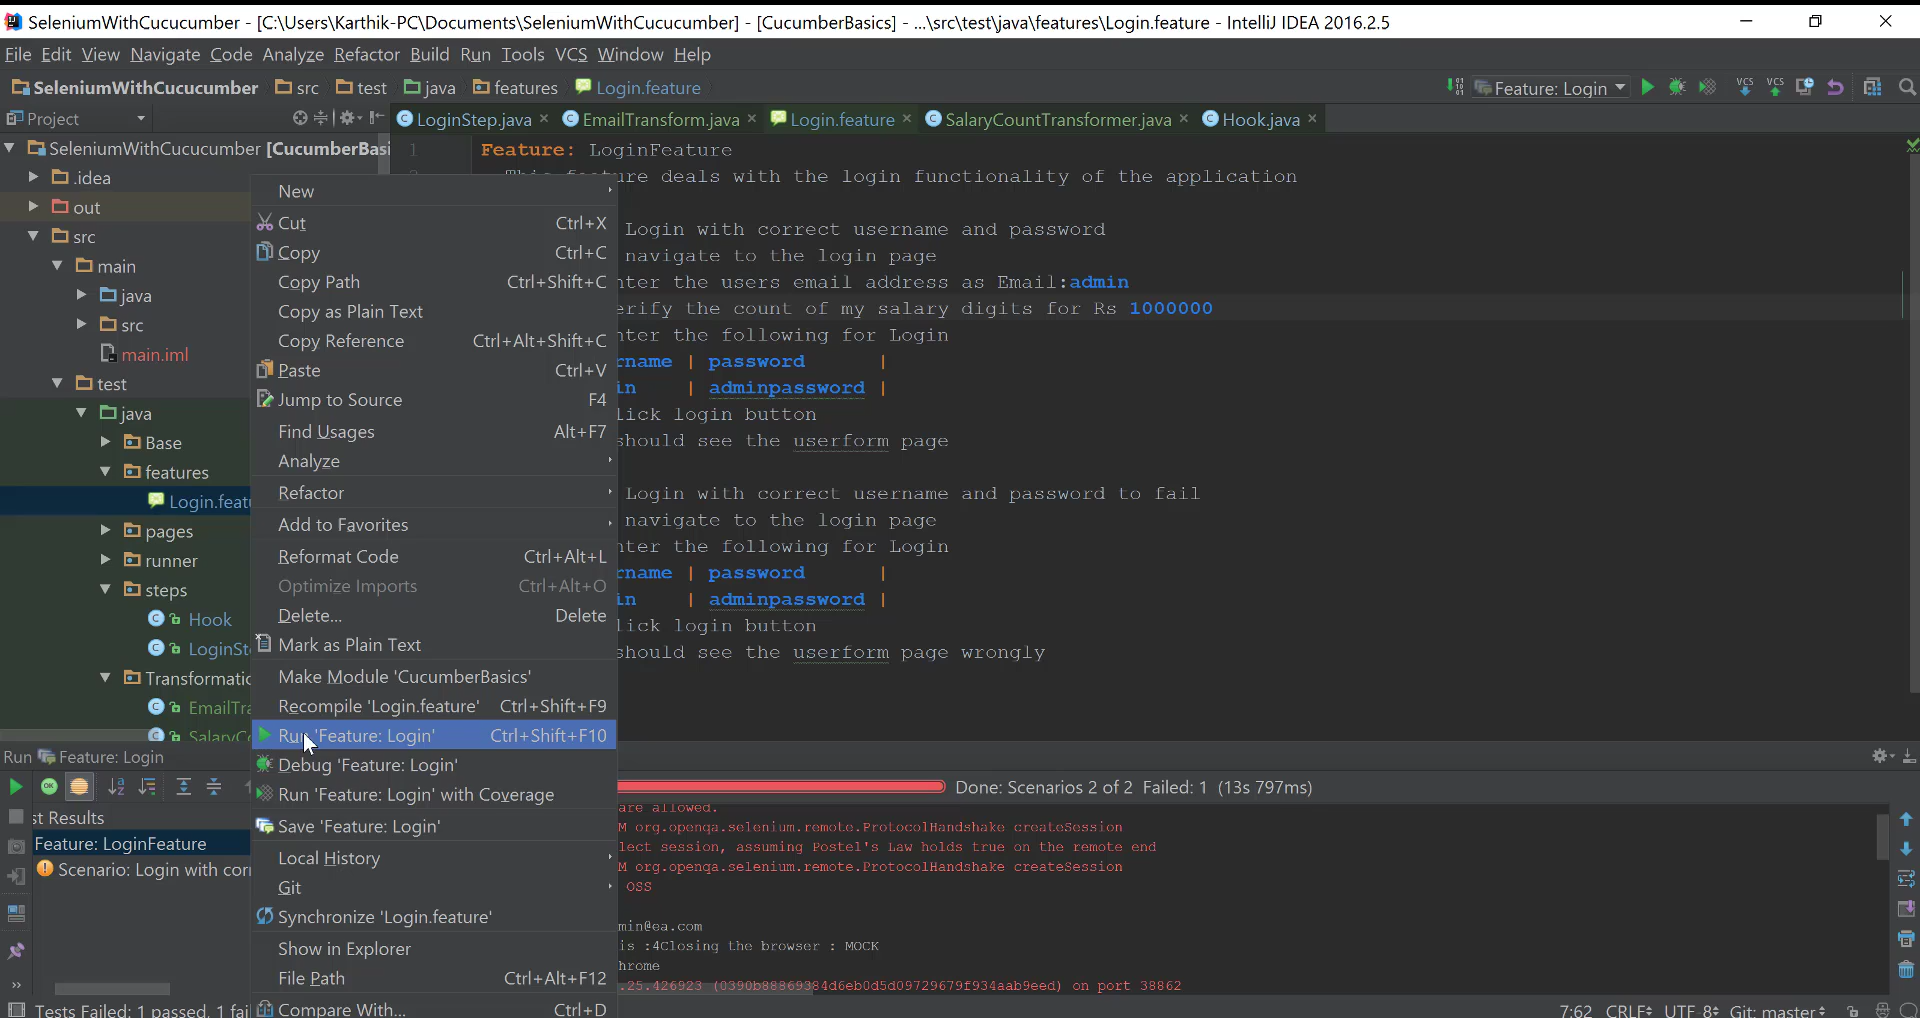 SeleniumWithCucucumber - [C:\Users\Karthik-PC\Documents\SeleniumWithCucucumber] - [CucumberBasics] - ...\src\test\java\features\Login.feature - IntelliJ IDEA 2016.2.5
File Edit View Navigate Code Analyze Refactor Build Run Tools VCS Window Help
SeleniumWithCucucumber src test java features Login.feature Feature: Login
Project LoginStep.java EmailTransform.java Login.feature SalaryCountTransformer.java Hook.java
SeleniumWithCucucumber [CucumberBasi
.idea
out
src
main
java
src
main.iml
test
java
Base
features
Login.featu
pages
runner
steps
Hook
LoginSt
Transformatio
EmailTra
SalaryCo
New
Cut Ctrl+X
Copy Ctrl+C
Copy Path Ctrl+Shift+C
Copy as Plain Text
Copy Reference Ctrl+Alt+Shift+C
Paste Ctrl+V
Jump to Source F4
Find Usages Alt+F7
Analyze
Refactor
Add to Favorites
Reformat Code Ctrl+Alt+L
Optimize Imports Ctrl+Alt+O
Delete... Delete
Mark as Plain Text
Make Module 'CucumberBasics'
Recompile 'Login.feature' Ctrl+Shift+F9
Run 'Feature: Login' Ctrl+Shift+F10
Debug 'Feature: Login'
Run 'Feature: Login' with Coverage
Save 'Feature: Login'
Local History
Git
Synchronize 'Login.feature'
Show in Explorer
File Path Ctrl+Alt+F12
Compare With... Ctrl+D
1 Feature: LoginFeature
ure deals with the login functionality of the application
Login with correct username and password
navigate to the login page
nter the users email address as Email:admin
erify the count of my salary digits for Rs 1000000
nter the following for Login
rname | password |
in | adminpassword |
lick login button
should see the userform page
Login with correct username and password to fail
navigate to the login page
nter the following for Login
rname | password |
in | adminpassword |
lick login button
should see the userform page wrongly
Run Feature: Login
st Results
Feature: LoginFeature
Scenario: Login with corr
Done: Scenarios 2 of 2 Failed: 1 (13s 797ms)
are allowed.
M org.openqa.selenium.remote.ProtocolHandshake createSession
lect session, assuming Postel's Law holds true on the remote end
M org.openqa.selenium.remote.ProtocolHandshake createSession
OSS
min@ea.com
is :4Closing the browser : MOCK
hrome
.25.426923 (0390b88869384d6eb0d5d09729679f934aab9eed) on port 38862
Tests Failed: 1 passed, 1 fail
7:62 CRLF UTF-8 Git: master